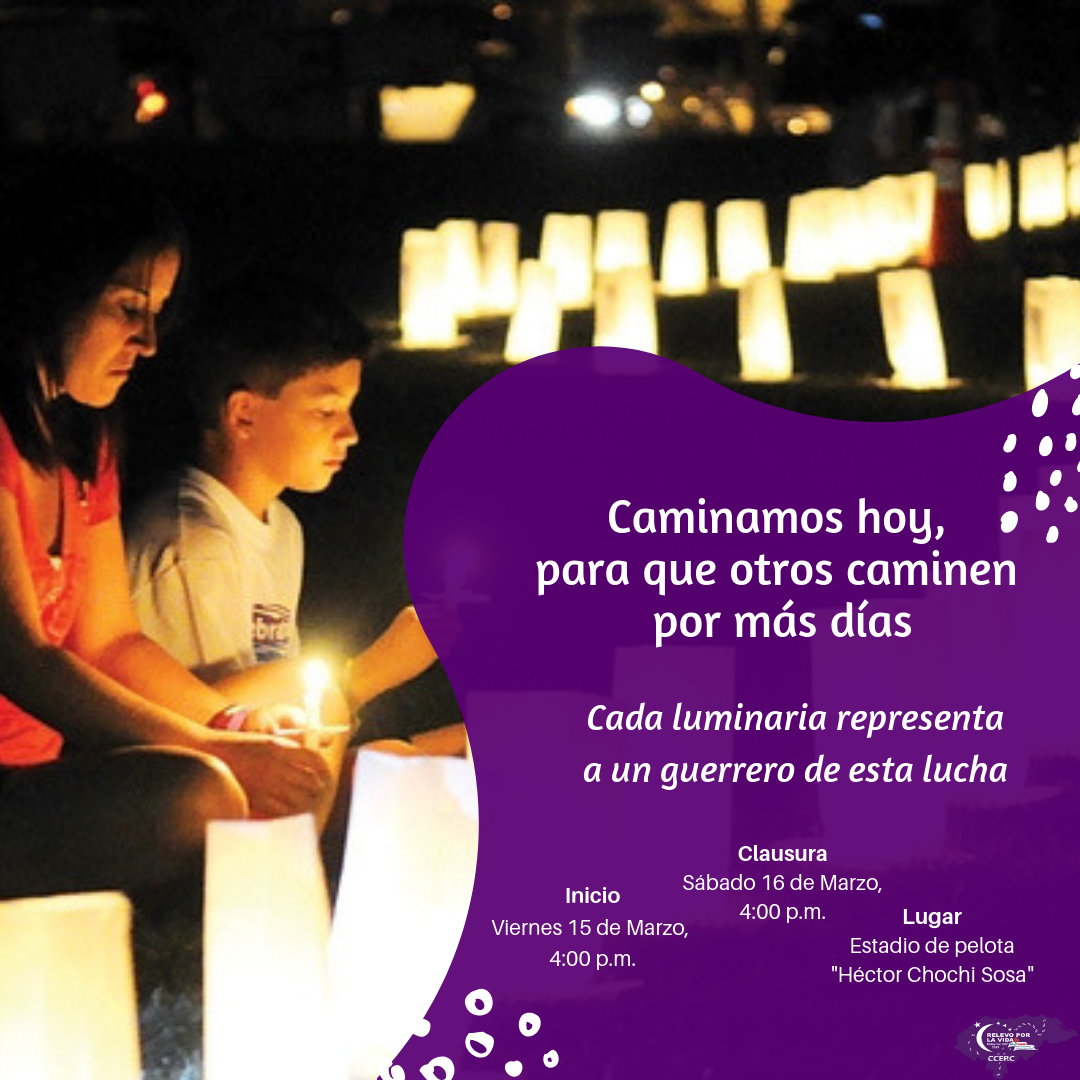 Caminamos hoy,
para que otros caminen
por más días
Cada luminaria representa
a un guerrero de esta lucha
Inicio
Viernes 15 de Marzo,
4:00 p.m.
Clausura
Sábado 16 de Marzo,
4:00 p.m.
Lugar
Estadio de pelota
"Héctor Chochi Sosa"
RELEVO POR
LA VIDA
CCERC